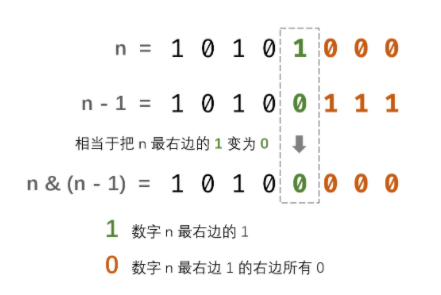 n = 1 0 1 0 1 0 0 0
n - 1 = 1 0 1 0 0 1 1 1
相当于把 n 最右边的 1 变为 0
n & (n - 1) = 1 0 1 0 0 0 0 0
1 数字 n 最右边的 1
0 数字 n 最右边 1 的右边所有 0